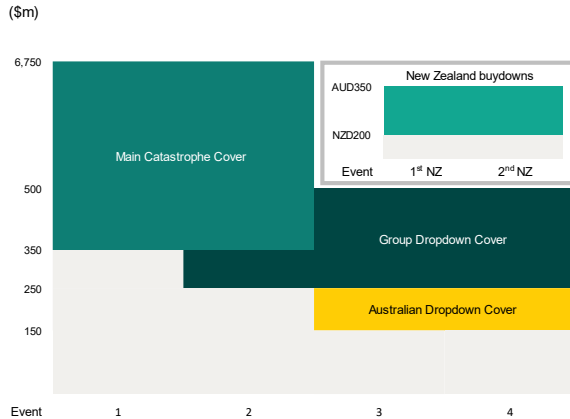 ($m)
6,750
New Zealand buydowns
AUD350
NZD200
Event 1st NZ 2nd NZ
Main Catastrophe Cover
500
Group Dropdown Cover
350
250
Australian Dropdown Cover
150
Event 1 2 3 4